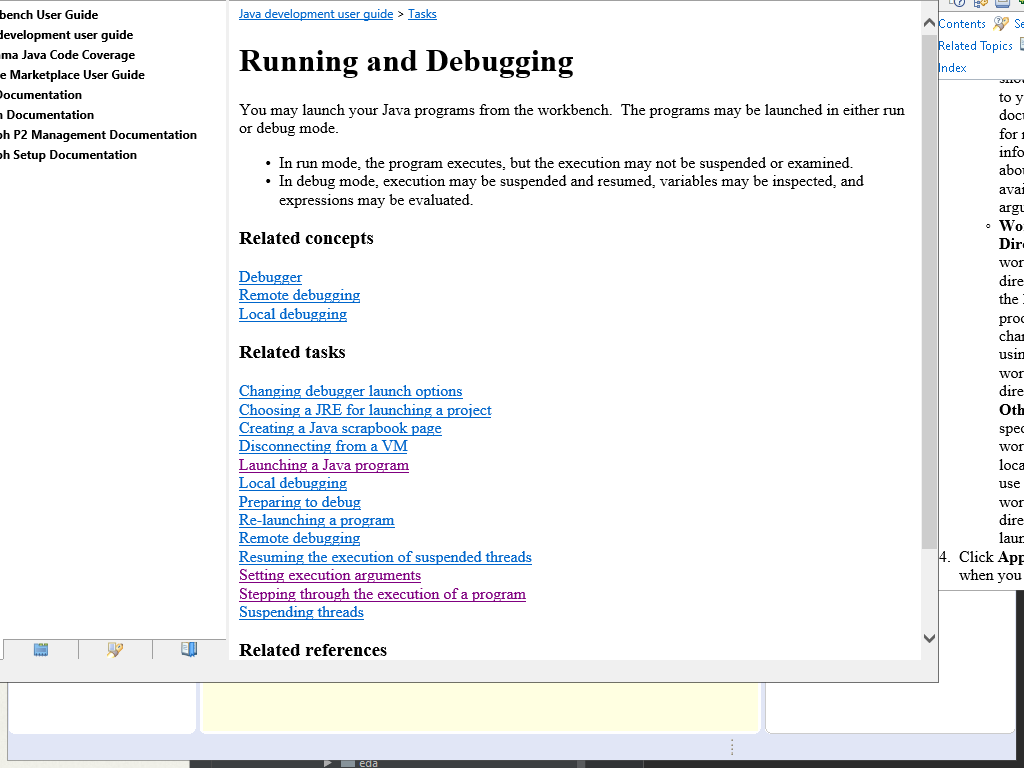 bench User Guide
development user guide
ma Java Code Coverage
e Marketplace User Guide
Documentation
n Documentation
ph P2 Management Documentation
ph Setup Documentation
Java development user guide > Tasks
Running and Debugging
You may launch your Java programs from the workbench.  The programs may be launched in either run
or debug mode.
• In run mode, the program executes, but the execution may not be suspended or examined.
• In debug mode, execution may be suspended and resumed, variables may be inspected, and
expressions may be evaluated.
Related concepts
Debugger
Remote debugging
Local debugging
Related tasks
Changing debugger launch options
Choosing a JRE for launching a project
Creating a Java scrapbook page
Disconnecting from a VM
Launching a Java program
Local debugging
Preparing to debug
Re-launching a program
Remote debugging
Resuming the execution of suspended threads
Setting execution arguments
Stepping through the execution of a program
Suspending threads
Related references
Contents Se
Related Topics
Index
to y
docu
for
info
abou
avai
argu
Wor
Dire
wor
dire
the
proc
char
usin
wor
dire
Oth
spec
wor
loca
use
wor
dire
laun
4. Click App
when you
eda